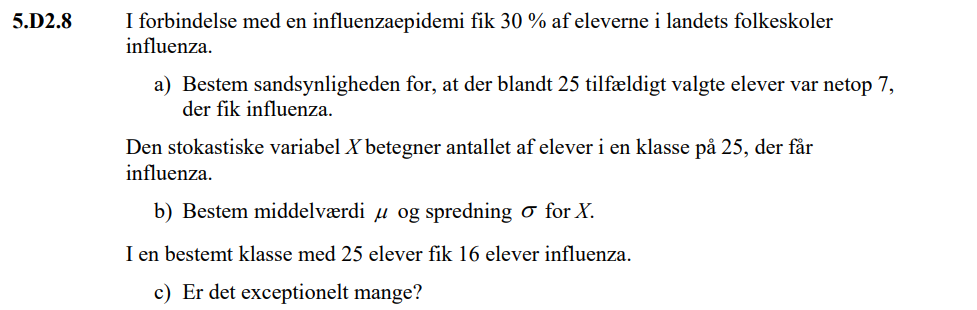 5.D2.8 I forbindelse med en influenzaepidemi fik 30 % af eleverne i landets folkeskoler
influenza.
a) Bestem sandsynligheden for, at der blandt 25 tilfældigt valgte elever var netop 7,
der fik influenza.
Den stokastiske variabel X betegner antallet af elever i en klasse på 25, der får
influenza.
b) Bestem middelværdi μ og spredning σ for X.
I en bestemt klasse med 25 elever fik 16 elever influenza.
c) Er det exceptionelt mange?